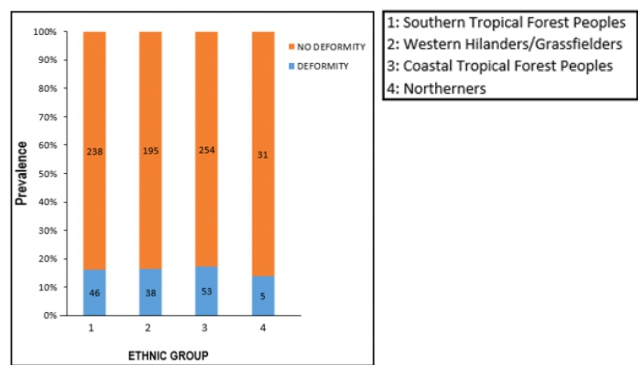 100%
90%
80%
70%
60%
50%
40%
30%
20%
10%
0%
Prevalence
NO DEFORMITY
DEFORMITY
238
195
254
31
46
38
53
5
1
2
3
4
ETHNIC GROUP
1: Southern Tropical Forest Peoples
2: Western Hilanders/Grassfielders
3: Coastal Tropical Forest Peoples
4: Northerners